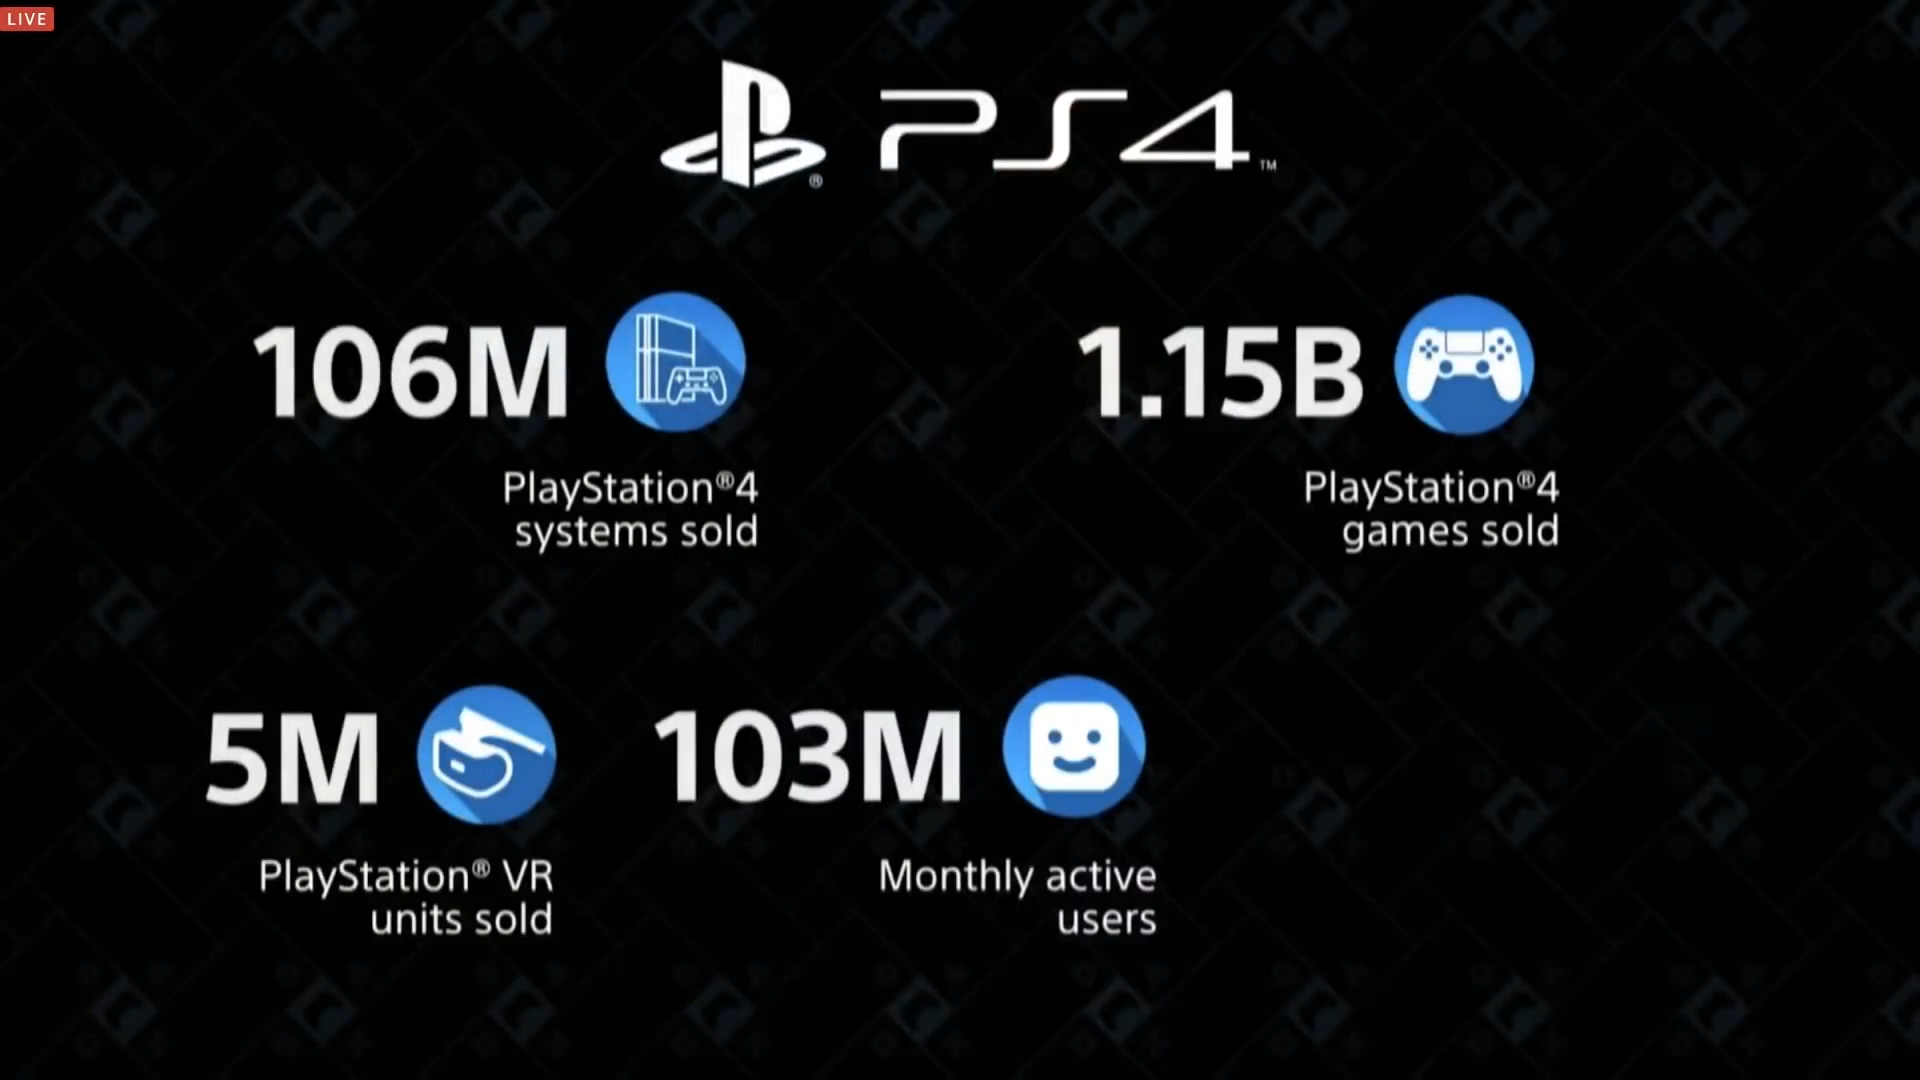 LIVE
PS4™
106M
PlayStation®4
systems sold
1.15B
PlayStation®4
games sold
5M
PlayStation® VR
units sold
103M
Monthly active
users